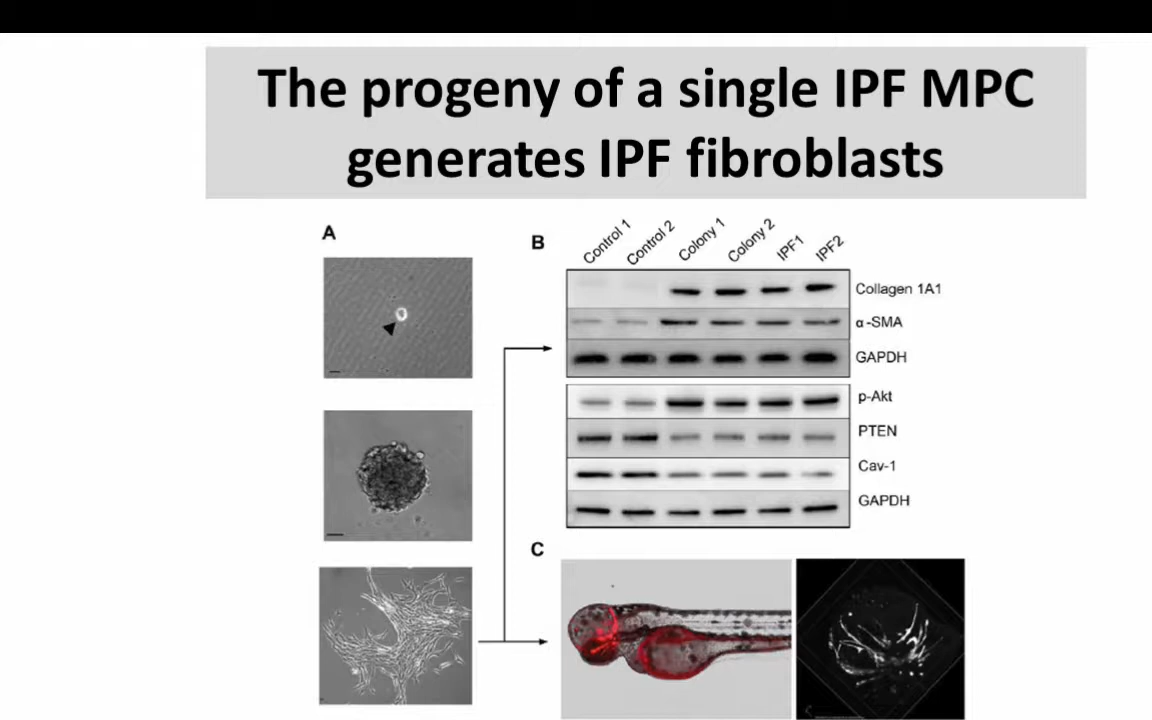 The progeny of a single IPF MPC
generates IPF fibroblasts
A
B
Control 1
Control 2
Colony 1
Colony 2
IPF1
IPF2
Collagen 1A1
α-SMA
GAPDH
p-Akt
PTEN
Cav-1
GAPDH
C